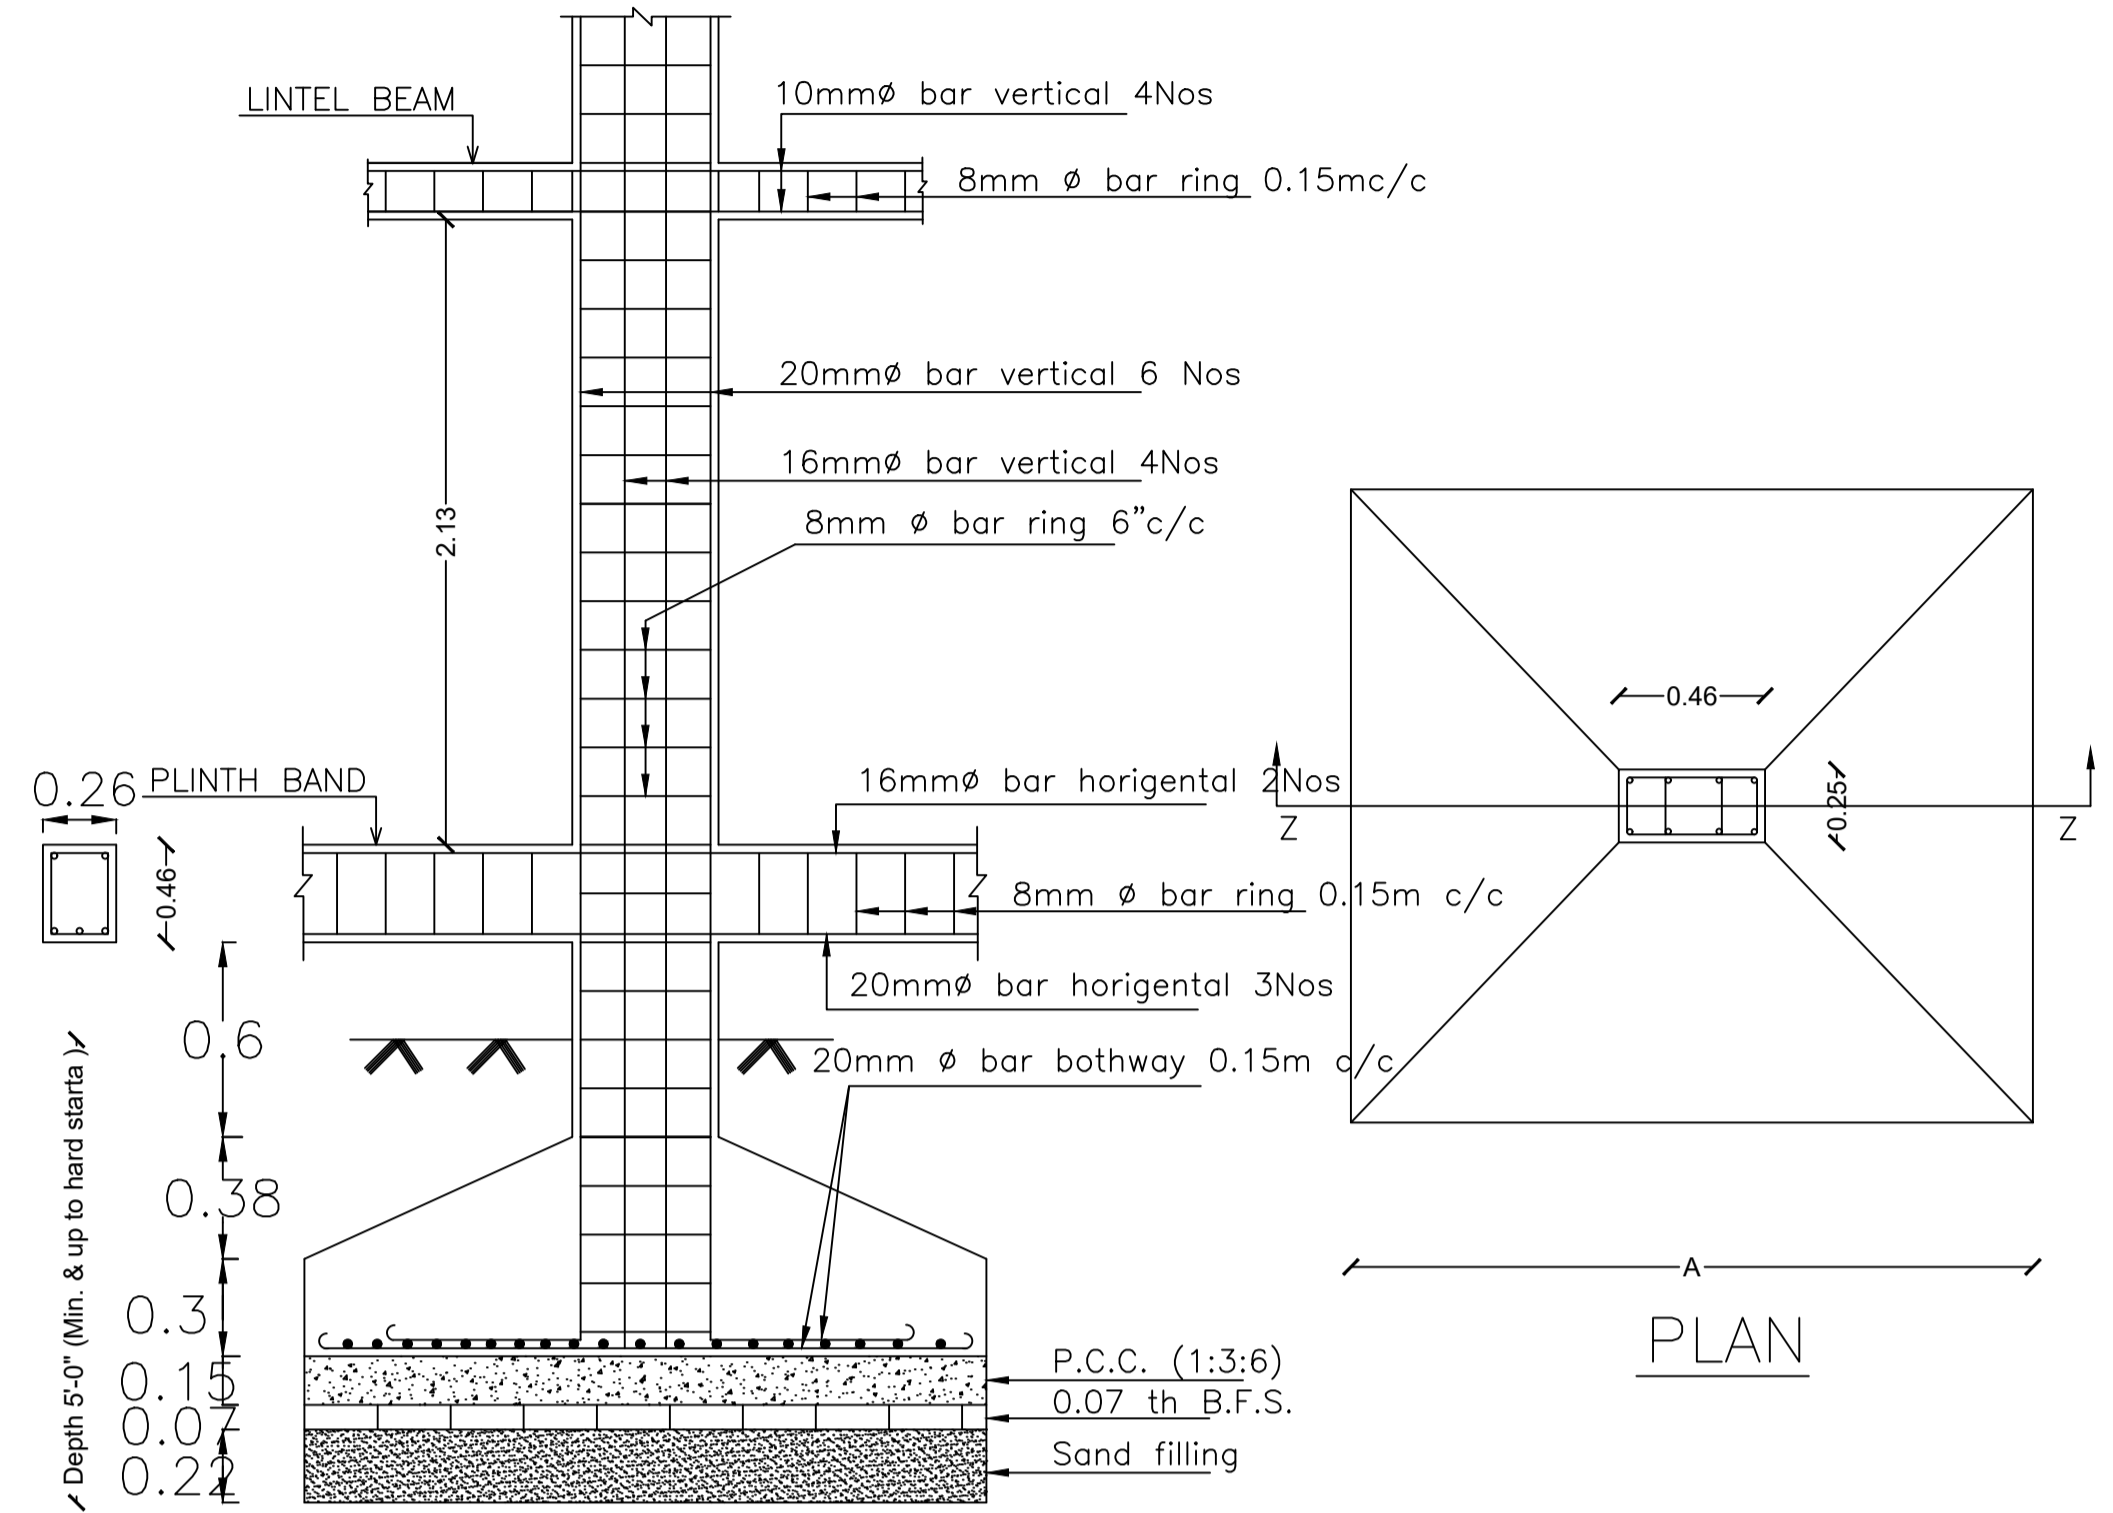 LINTEL BEAM
10mmø bar vertical 4Nos
8mm ø bar ring 0.15mc/c
20mmø bar vertical 6 Nos
16mmø bar vertical 4Nos
8mm ø bar ring 6”c/c
2.13
0.46
0.25
0.26
PLINTH BAND
0.46
16mmø bar horigental 2Nos
Z
Z
8mm ø bar ring 0.15m c/c
20mmø bar horigental 3Nos
0.6
20mm ø bar bothway 0.15m c/c
0.38
Depth 5'-0" (Min. & up to hard starta )
0.3
A
PLAN
0.15
P.C.C. (1:3:6)
0.07
0.07 th B.F.S.
0.22
Sand filling